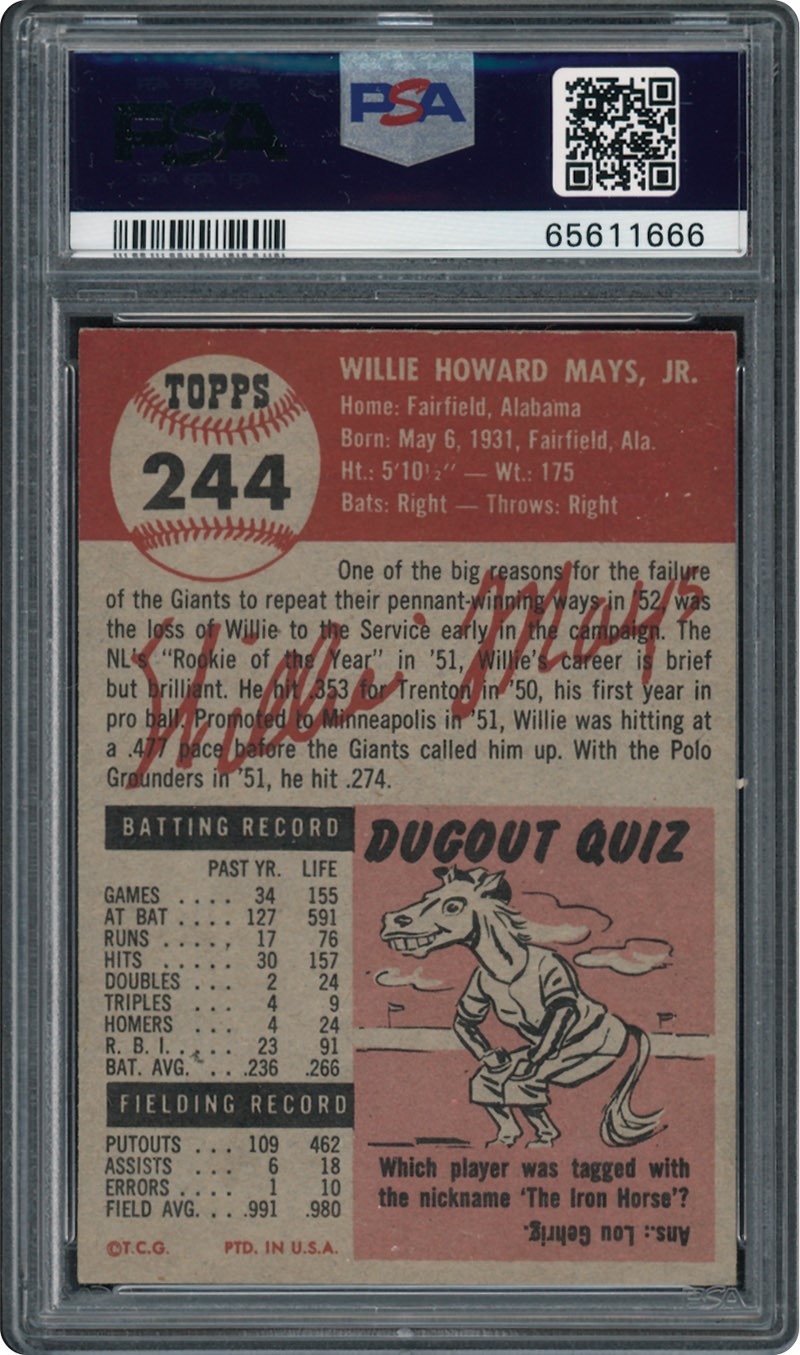 PSA
PSA
65611666
TOPPS
244
WILLIE HOWARD MAYS, JR.
Home: Fairfield, Alabama
Born: May 6, 1931, Fairfield, Ala.
Ht.: 5'10½" — Wt.: 175
Bats: Right — Throws: Right
One of the big reasons for the failure
of the Giants to repeat their pennant-winning ways in '52, was
the loss of Willie to the Service early in the campaign. The
NL's "Rookie of the Year" in '51, Willie's career is brief
but brilliant. He hit .353 for Trenton in '50, his first year in
pro ball. Promoted to Minneapolis in '51, Willie was hitting at
a .477 pace before the Giants called him up. With the Polo
Grounders in '51, he hit .274.
Willie Mays
BATTING RECORD
PAST YR. LIFE
GAMES .... 34 155
AT BAT .... 127 591
RUNS ..... 17 76
HITS ..... 30 157
DOUBLES ... 2 24
TRIPLES ... 4 9
HOMERS ... 4 24
R. B. I. .... 23 91
BAT. AVG. ... .236 .266
FIELDING RECORD
PUTOUTS ... 109 462
ASSISTS ... 6 18
ERRORS .... 1 10
FIELD AVG. ... .991 .980
©T.C.G. PTD. IN U.S.A.
DUGOUT QUIZ
Which player was tagged with
the nickname 'The Iron Horse'?
Ans.: Lou Gehrig.
PSA